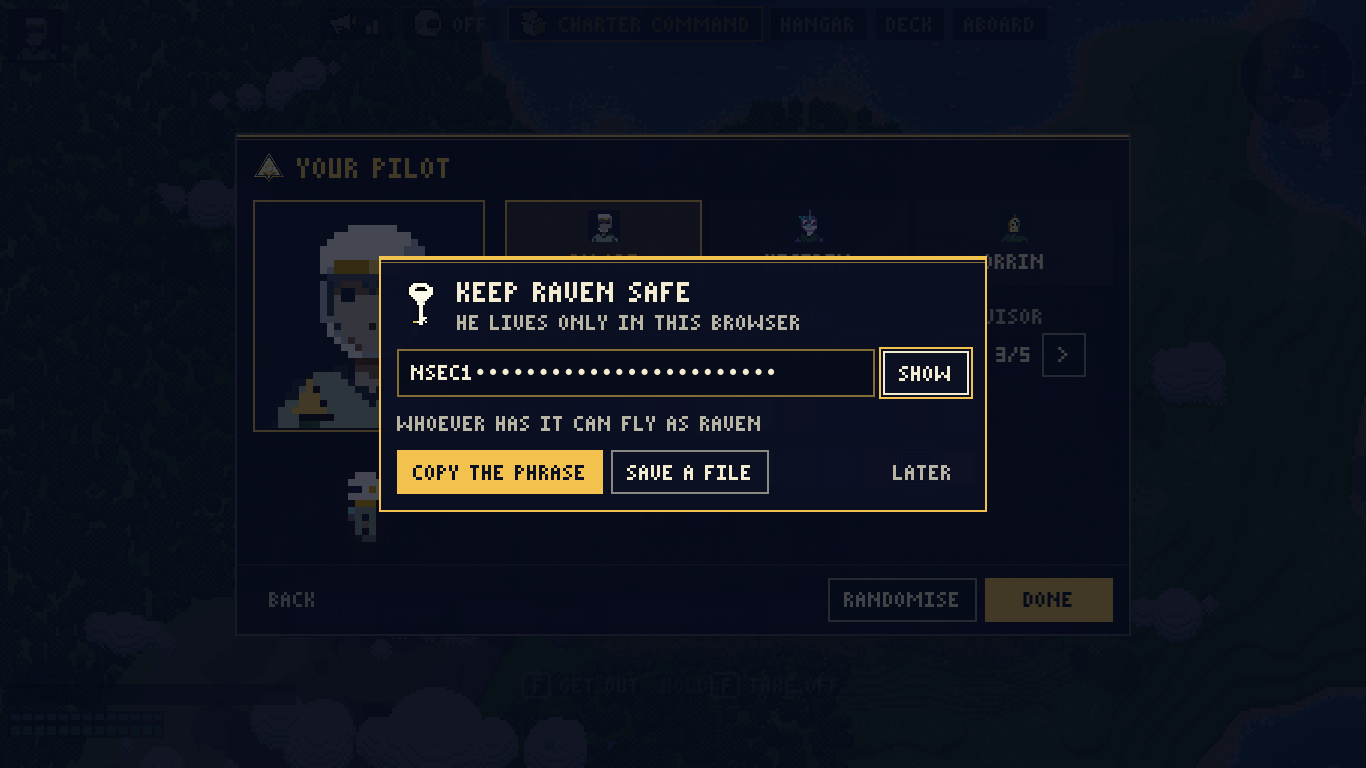 OFF
CHARTER COMMAND
HANGAR
DECK
ABOARD
YOUR PILOT
ORRIN
KEEP RAVEN SAFE
HE LIVES ONLY IN THIS BROWSER
VISOR
3/5 >
NSEC1••••••••••••••••••••••••
SHOW
WHOEVER HAS IT CAN FLY AS RAVEN
COPY THE PHRASE
SAVE A FILE
LATER
BACK
RANDOMISE
DONE
F GET OUT · HOLD F TAKE OFF